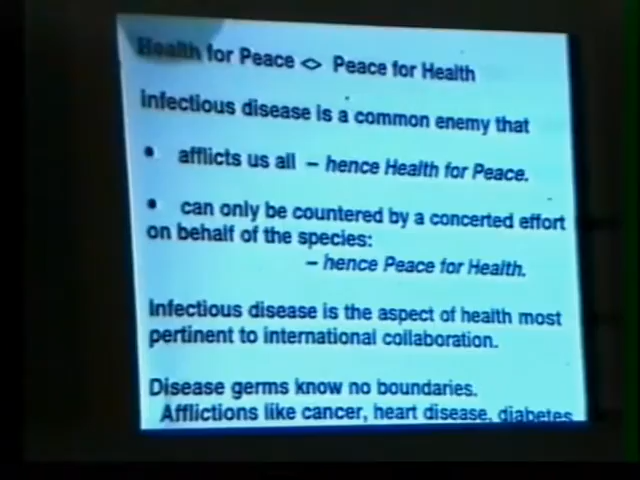 Health for Peace <> Peace for Health
infectious disease is a common enemy that
• afflicts us all – hence Health for Peace.
• can only be countered by a concerted effort
on behalf of the species:
– hence Peace for Health.
Infectious disease is the aspect of health most
pertinent to international collaboration.
Disease germs know no boundaries.
Afflictions like cancer, heart disease, diabetes